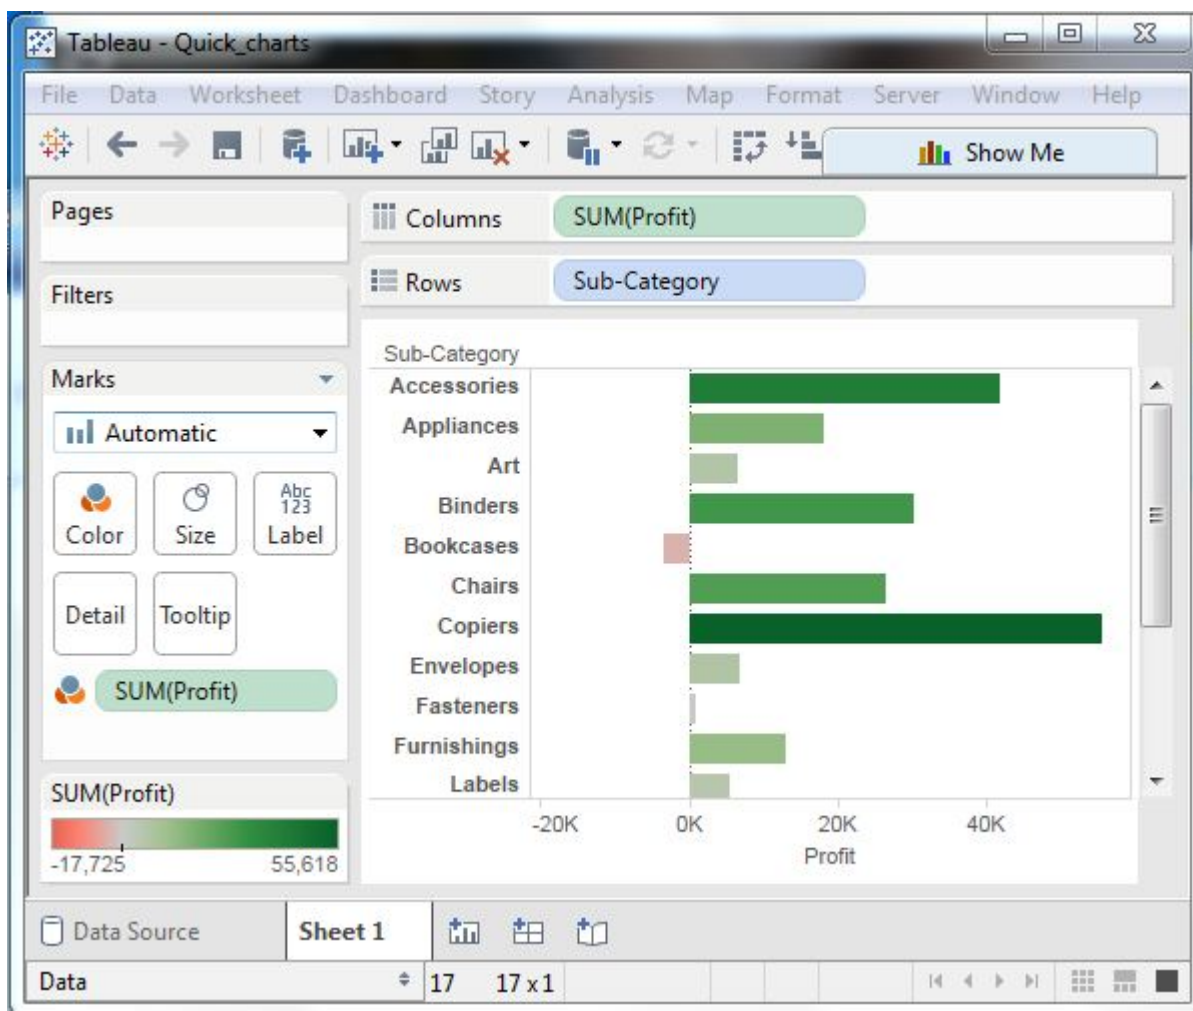 Tableau - Quick_charts
File Data Worksheet Dashboard Story Analysis Map Format Server Window Help
Show Me
Pages
Columns SUM(Profit)
Filters
Rows Sub-Category
Marks
Automatic
Color Size Abc 123 Label
Detail Tooltip
SUM(Profit)
SUM(Profit)
-17,725 55,618
Sub-Category
Accessories
Appliances
Art
Binders
Bookcases
Chairs
Copiers
Envelopes
Fasteners
Furnishings
Labels
-20K 0K 20K 40K
Profit
Data Source Sheet 1
Data 17 17 x 1